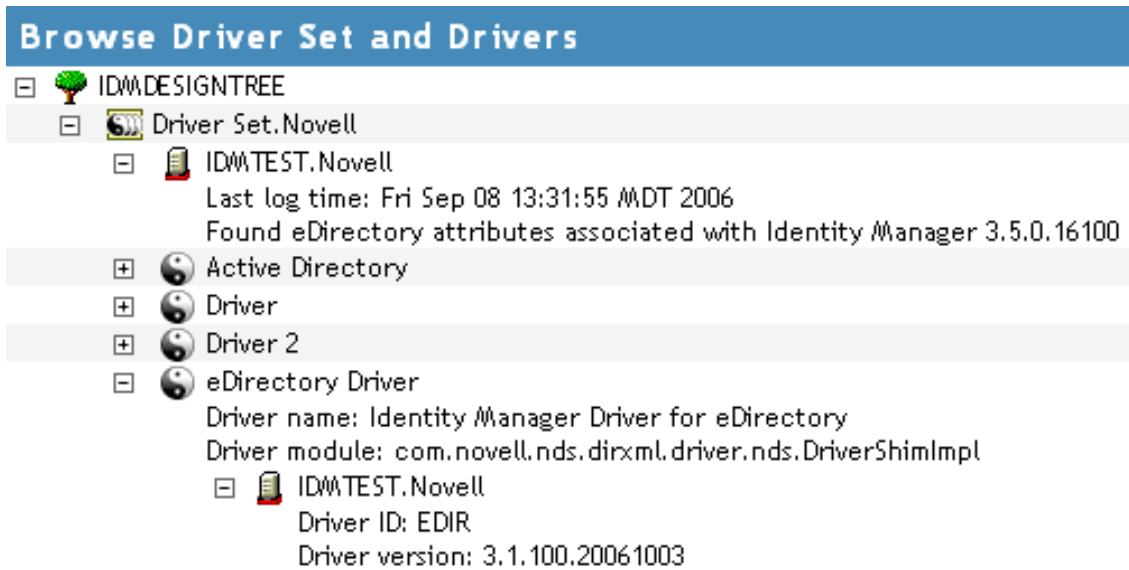 Browse Driver Set and Drivers
IDMDESIGNTREE
Driver Set.Novell
IDMTEST.Novell
Last log time: Fri Sep 08 13:31:55 MDT 2006
Found eDirectory attributes associated with Identity Manager 3.5.0.16100
Active Directory
Driver
Driver 2
eDirectory Driver
Driver name: Identity Manager Driver for eDirectory
Driver module: com.novell.nds.dirxml.driver.nds.DriverShimImpl
IDMTEST.Novell
Driver ID: EDIR
Driver version: 3.1.100.20061003